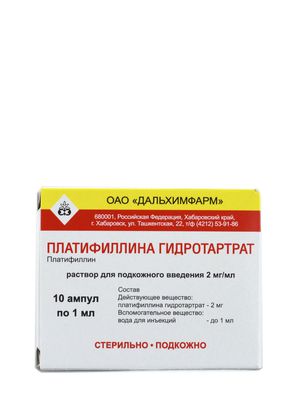 ОАО «ДАЛЬХИМФАРМ»
680001, Российская Федерация, Хабаровский край,
г. Хабаровск, ул. Ташкентская, 22, т/ф (4212) 53-91-86
ПЛАТИФИЛЛИНА ГИДРОТАРТРАТ
Платифиллин
раствор для подкожного введения 2 мг/мл
10 ампул
по 1 мл
Состав
Действующее вещество:
платифиллина гидротартрат - 2 мг
Вспомогательное вещество:
вода для инъекций - до 1 мл
СТЕРИЛЬНО • ПОДКОЖНО